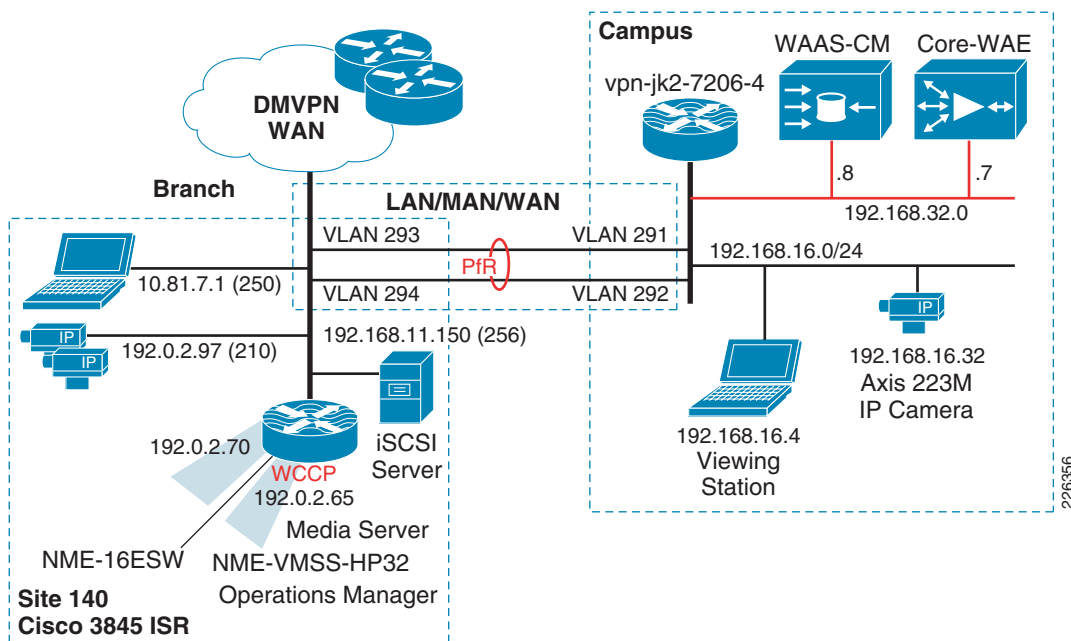 Campus
WAAS-CM
Core-WAE
vpn-jk2-7206-4
DMVPN
WAN
.8
.7
192.168.32.0
Branch
LAN/MAN/WAN
VLAN 293
VLAN 291
PfR
192.168.16.0/24
10.81.7.1 (250)
VLAN 294
VLAN 292
IP
IP
192.0.2.97 (210)
192.168.11.150 (256)
IP
192.168.16.32
Axis 223M
IP Camera
iSCSI
Server
192.168.16.4
Viewing
Station
192.0.2.70
WCCP
192.0.2.65
Media Server
NME-16ESW
NME-VMSS-HP32
Operations Manager
Site 140
Cisco 3845 ISR
226356